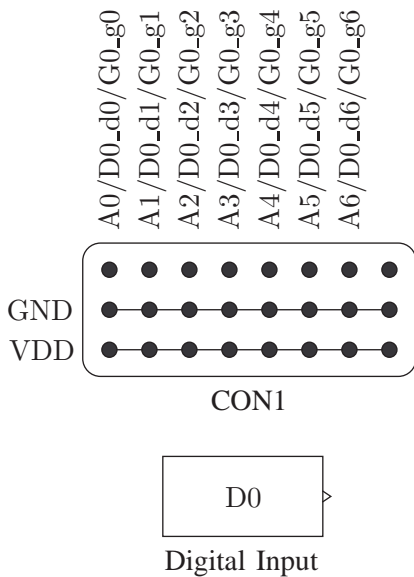 A0/D0_d0/G0_g0
A1/D0_d1/G0_g1
A2/D0_d2/G0_g2
A3/D0_d3/G0_g3
A4/D0_d4/G0_g4
A5/D0_d5/G0_g5
A6/D0_d6/G0_g6
GND
VDD
CON1
D0
Digital Input